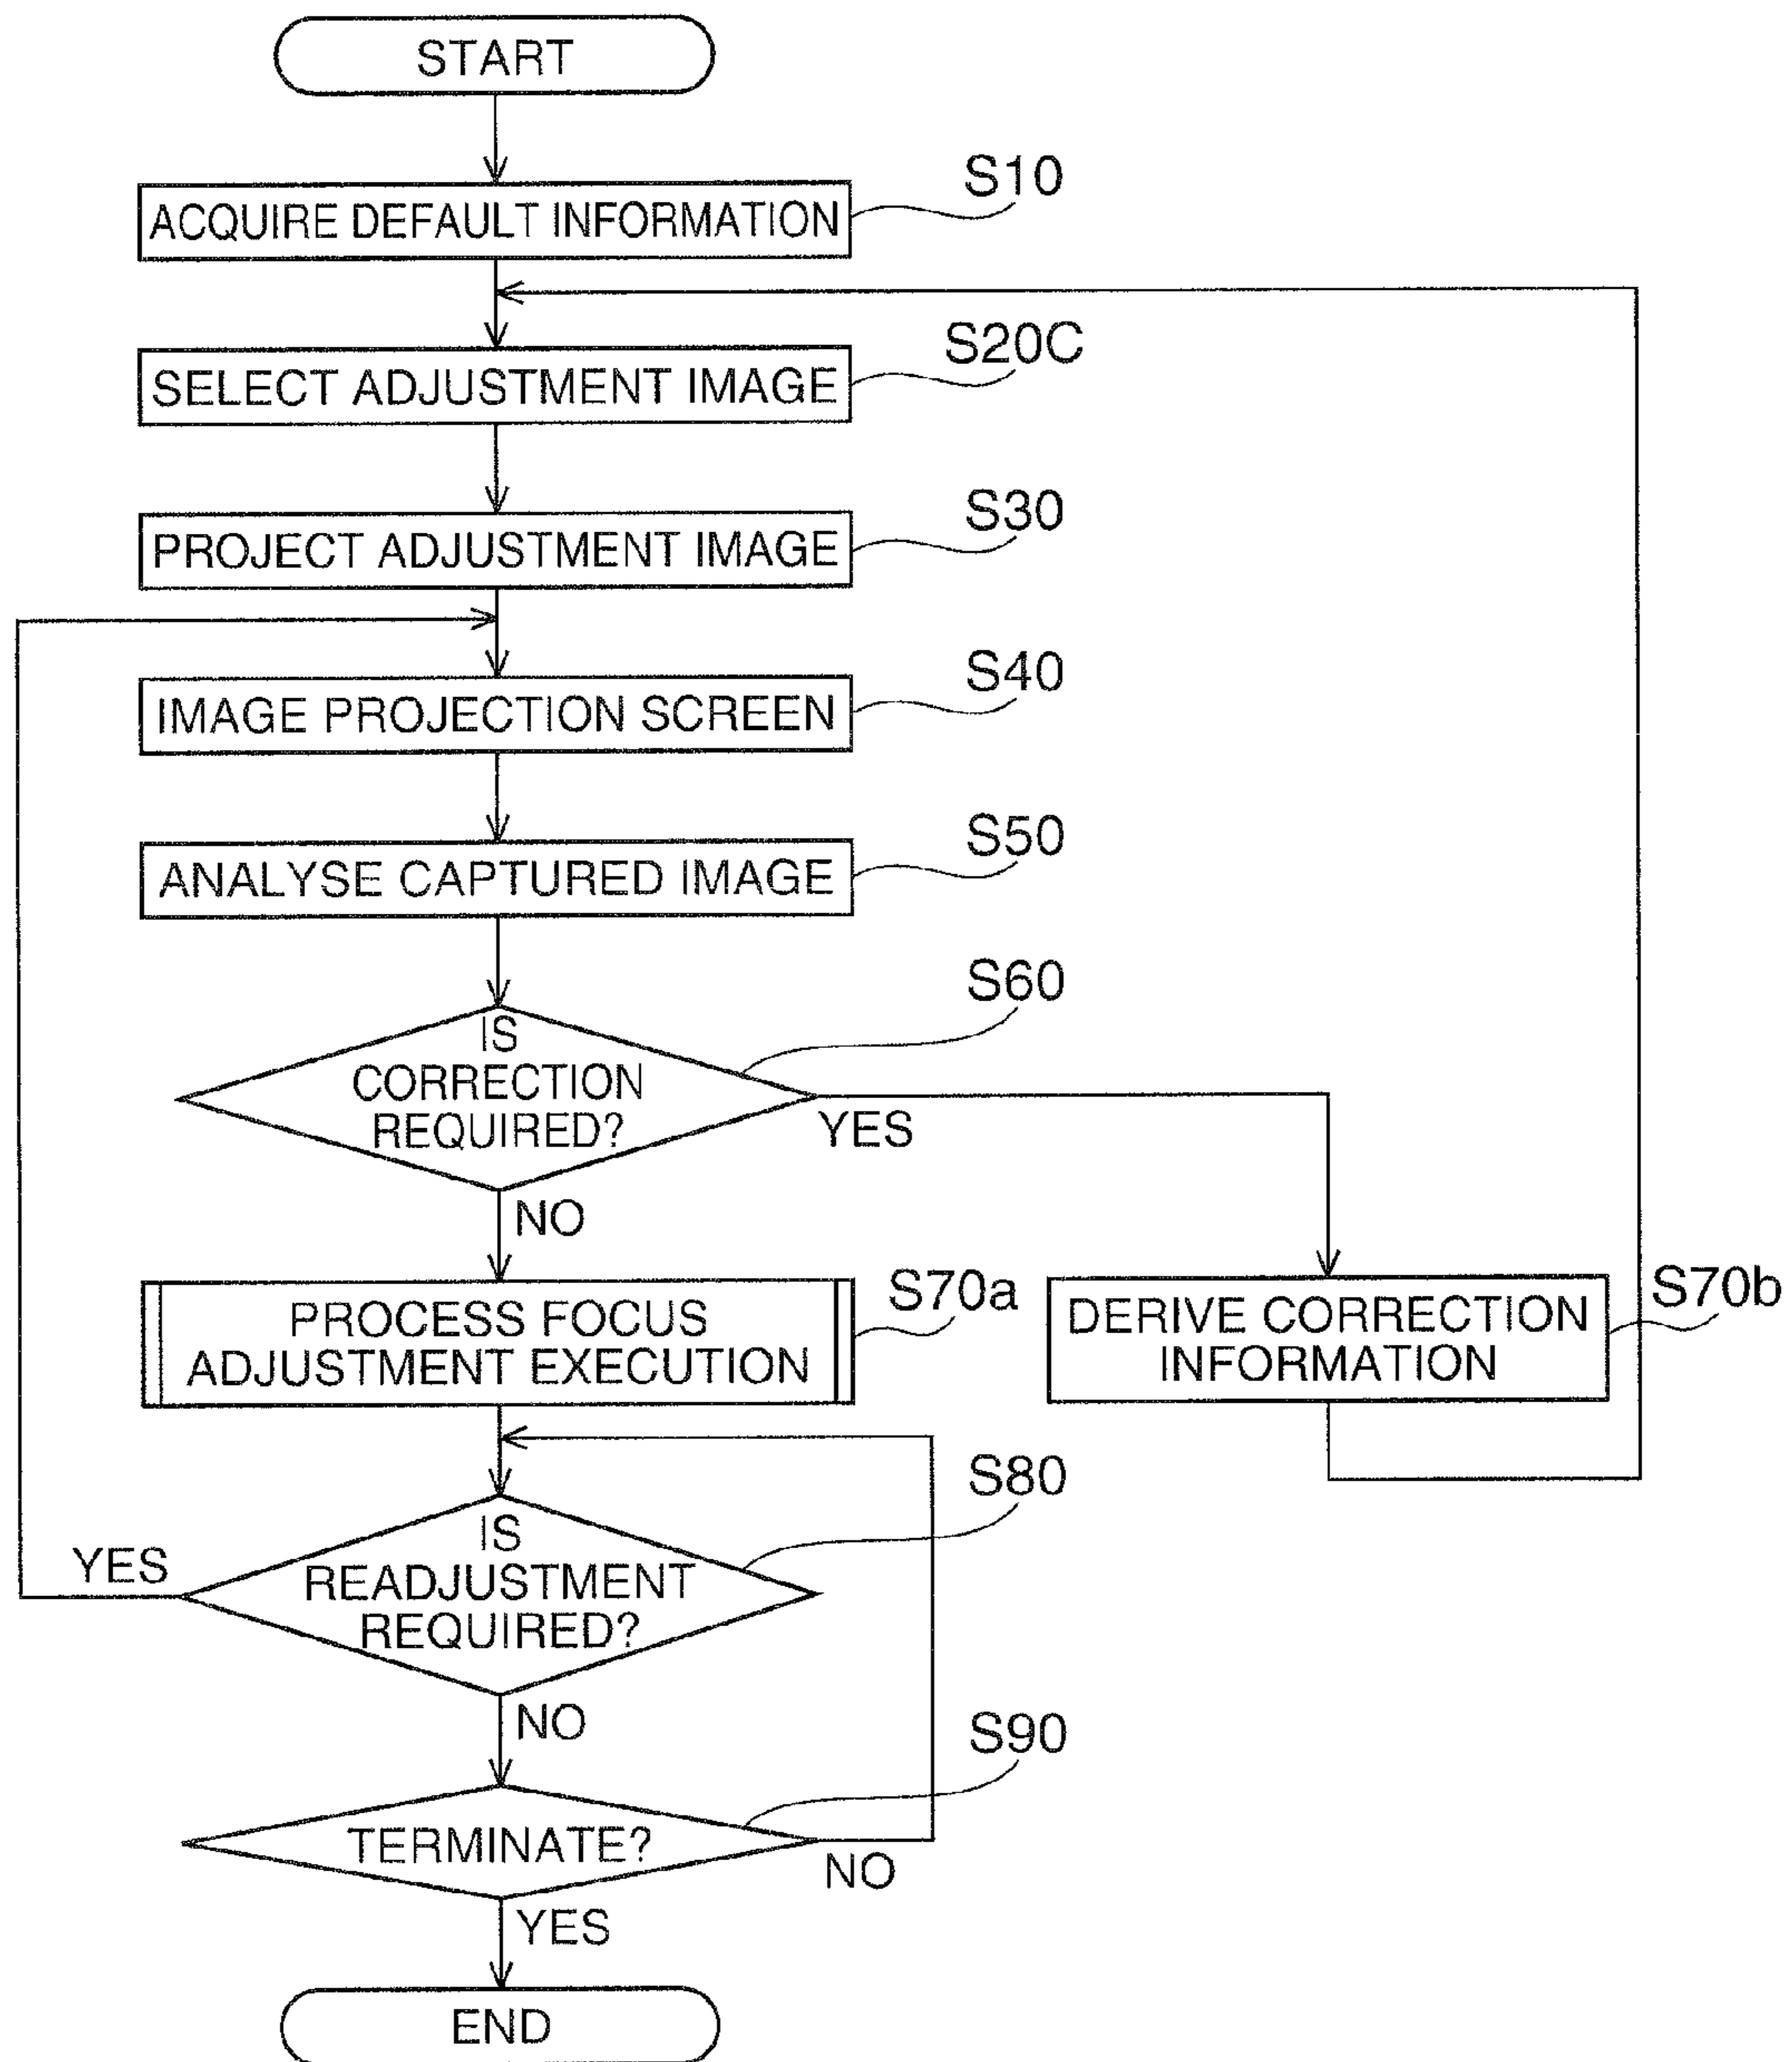 START
S10
ACQUIRE DEFAULT INFORMATION
S20C
SELECT ADJUSTMENT IMAGE
S30
PROJECT ADJUSTMENT IMAGE
S40
IMAGE PROJECTION SCREEN
S50
ANALYSE CAPTURED IMAGE
S60
IS
CORRECTION
REQUIRED?
YES
NO
S70a
PROCESS FOCUS
ADJUSTMENT EXECUTION
S70b
DERIVE CORRECTION
INFORMATION
S80
IS
READJUSTMENT
REQUIRED?
YES
NO
S90
TERMINATE?
NO
YES
END